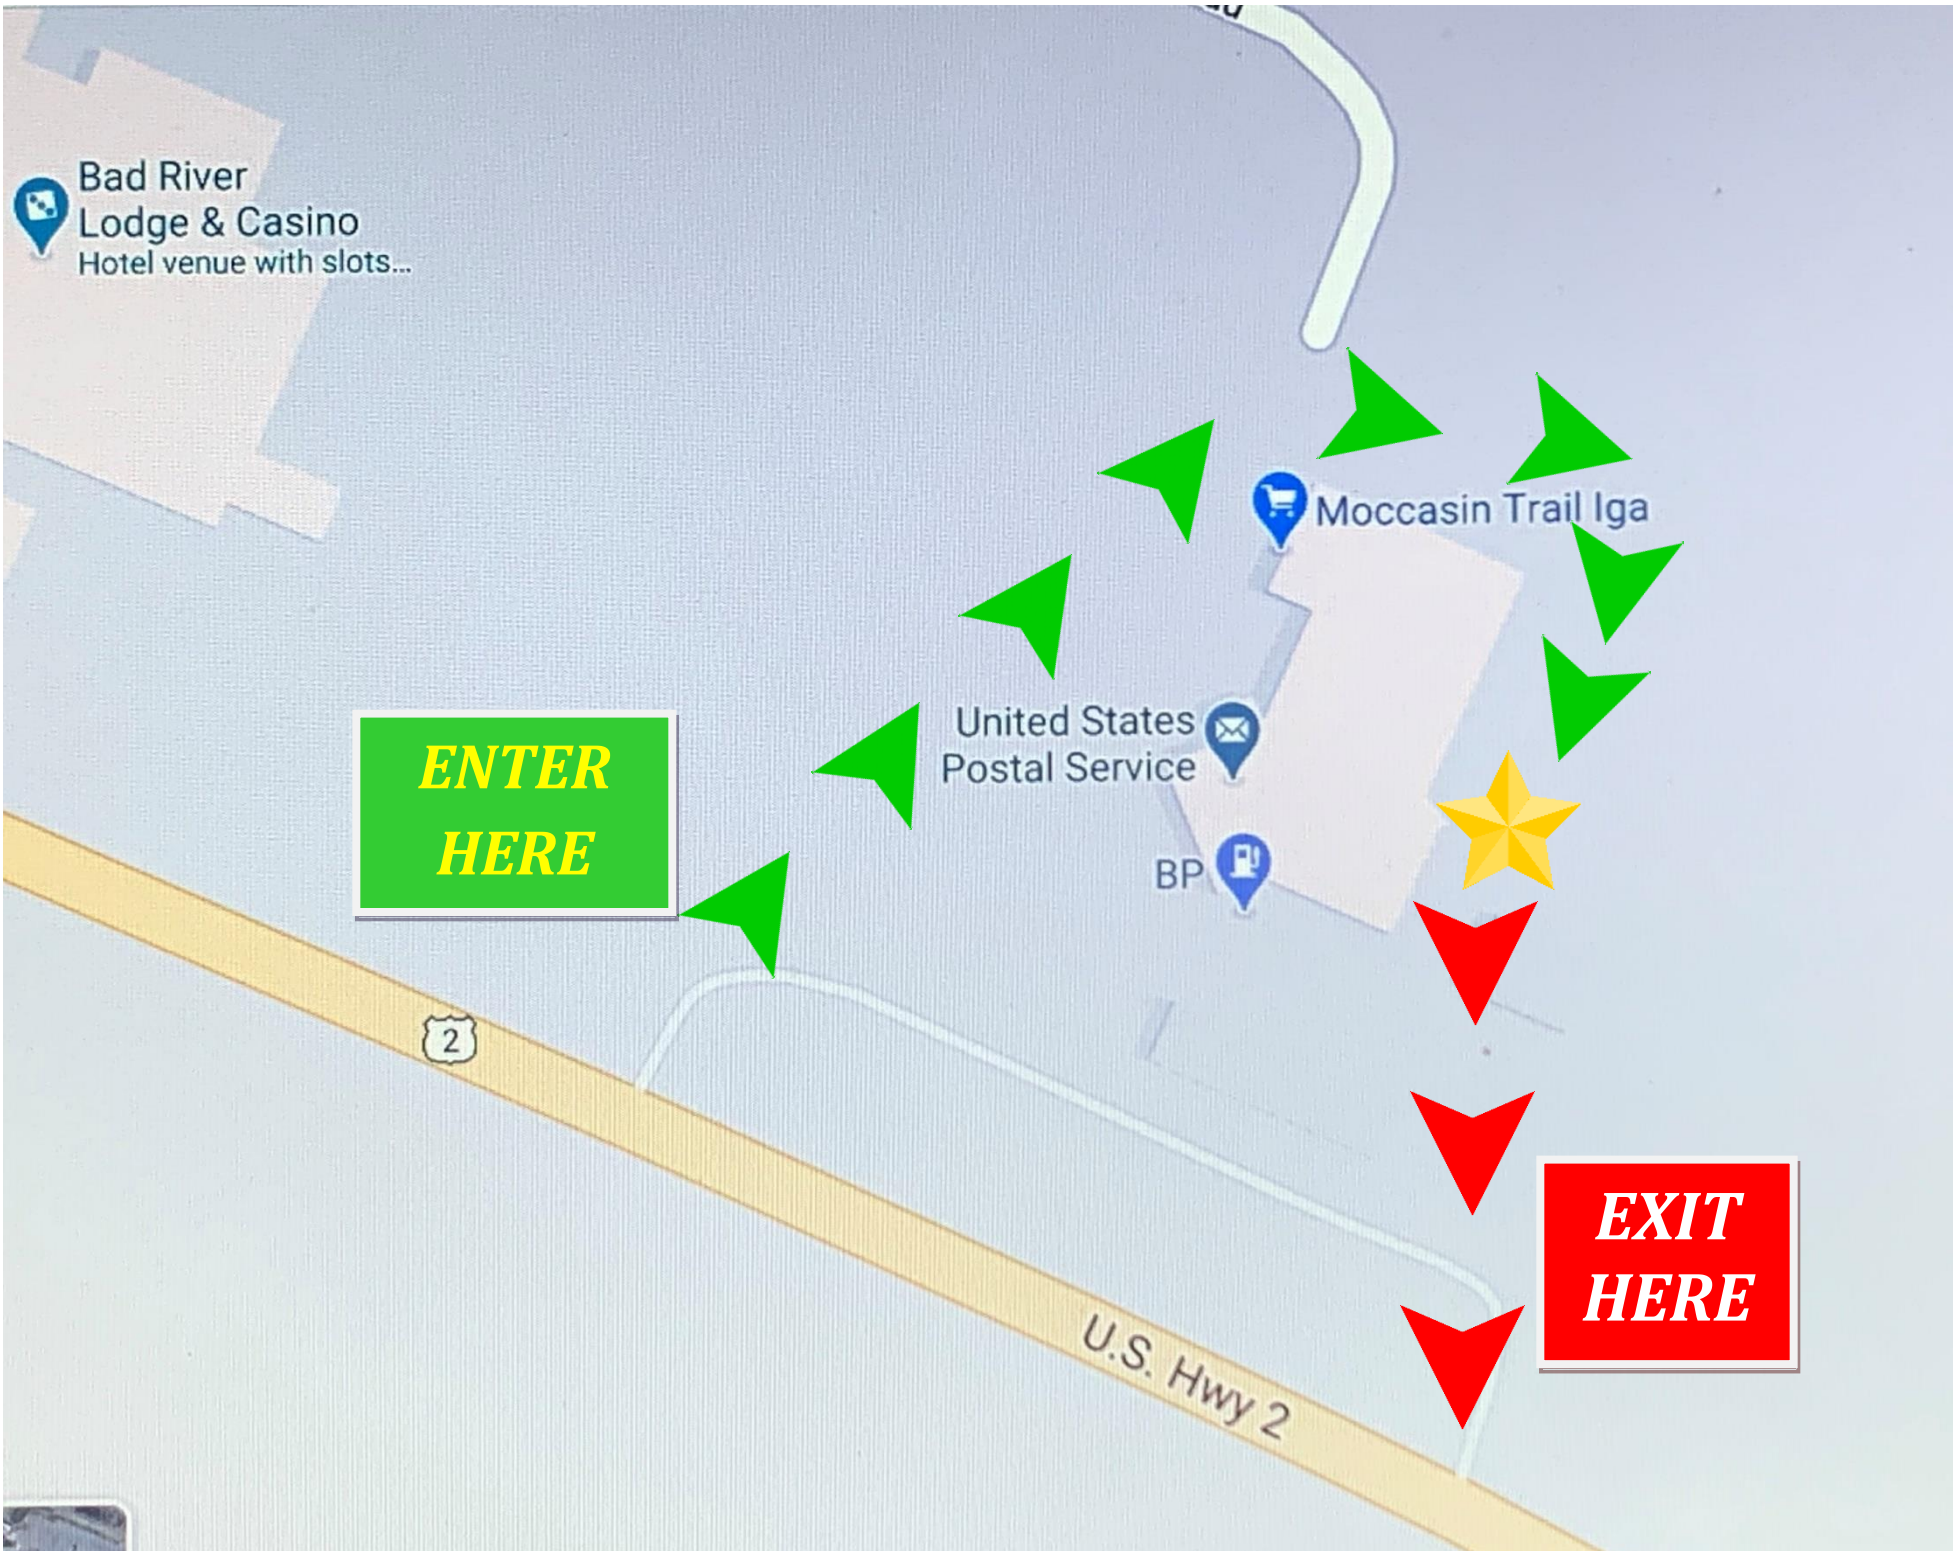 Bad River
Lodge & Casino
Hotel venue with slots...
Moccasin Trail Iga
United States
Postal Service
ENTER
HERE
BP
2
EXIT
HERE
U.S. Hwy 2